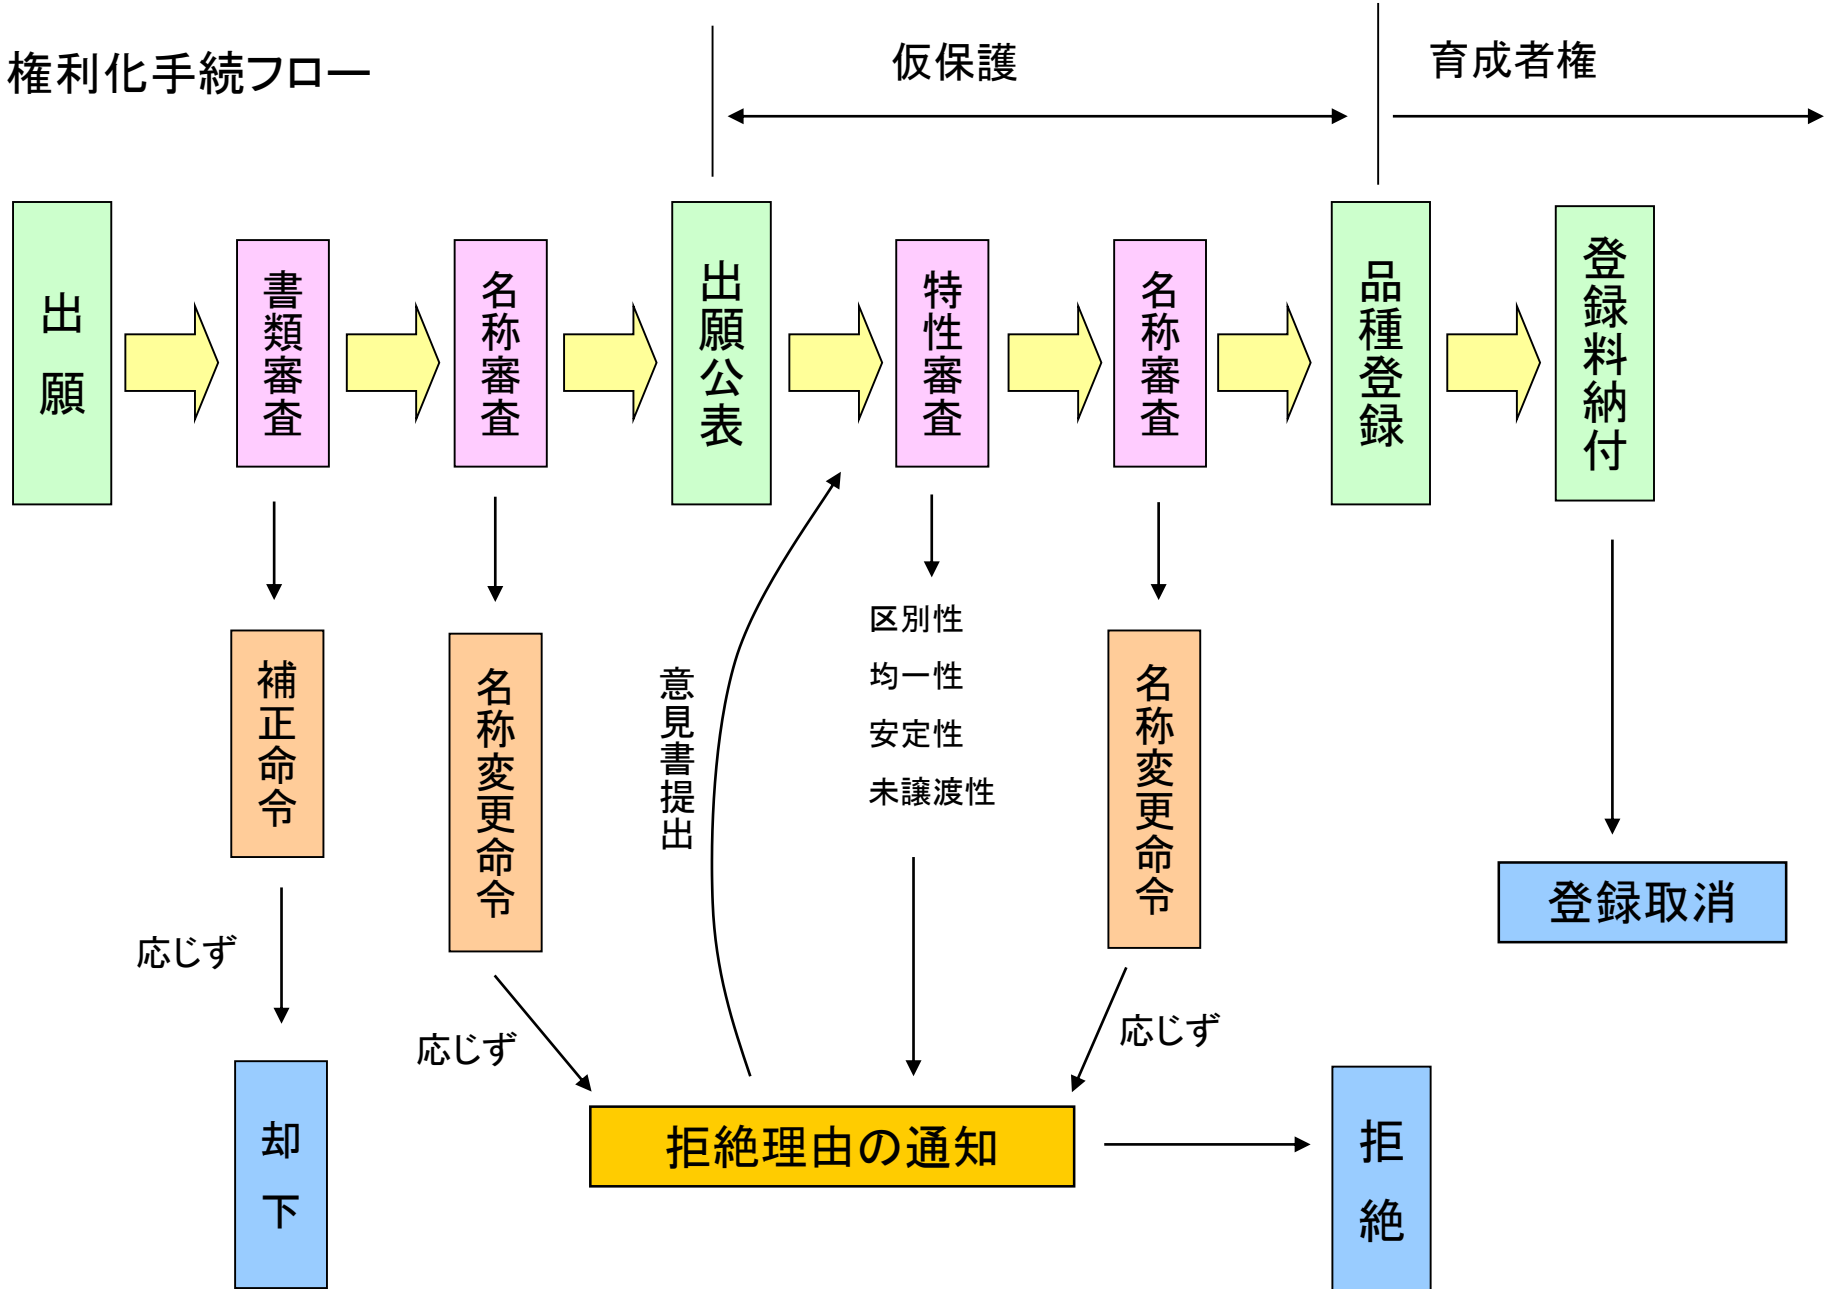 権利化手続フロー
仮保護
育成者権
出願
書類審査
名称審査
出願公表
特性審査
名称審査
品種登録
登録料納付
補正命令
名称変更命令
意見書提出
区別性
均一性
安定性
未譲渡性
名称変更命令
登録取消
応じず
応じず
応じず
却下
拒絶理由の通知
拒絶